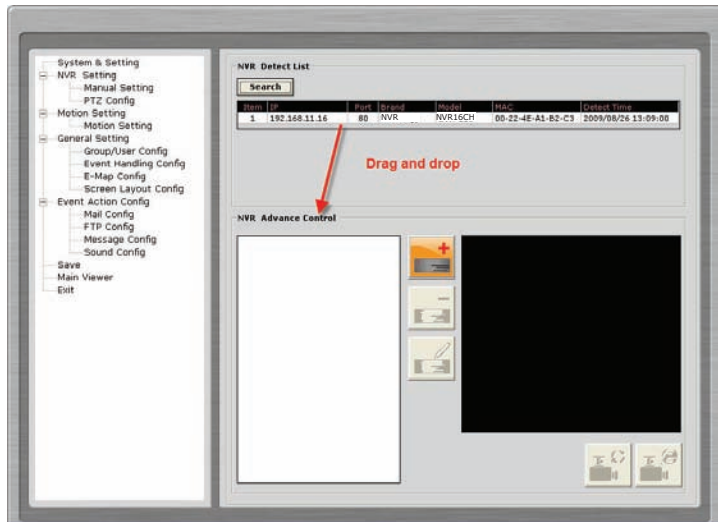 System & Setting
NVR Setting
Manual Setting
PTZ Config
Motion Setting
Motion Setting
General Setting
Group/User Config
Event Handling Config
E-Map Config
Screen Layout Config
Event Action Config
Mail Config
FTP Config
Message Config
Sound Config
Save
Main Viewer
Exit
NVR Detect List
Search
Item IP Port Brand Model MAC Detect Time
1 192.168.11.16 80 NVR NVR16CH 00-22-4E-A1-B2-C3 2009/08/26 13:09:00
Drag and drop
NVR Advance Control